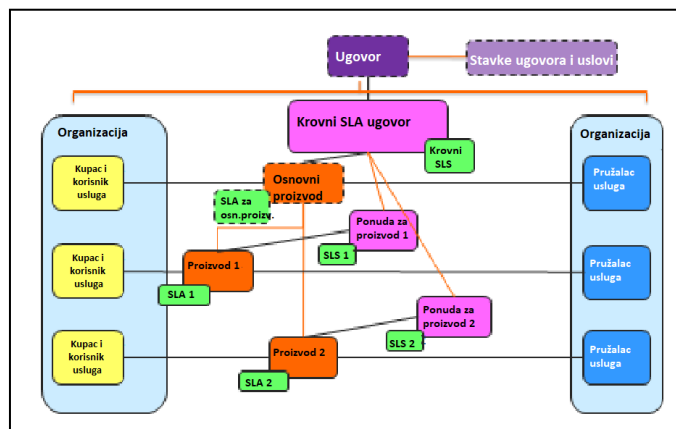 Ugovor
Stavke ugovora i uslovi
Krovni SLA ugovor
Krovni
SLS
Organizacija
Organizacija
Kupac i
korisnik
usluga
Osnovni
proizvod
Pružalac
usluga
SLA za
osn.proizv.
Ponuda za
proizvod 1
SLS 1
Kupac i
korisnik
usluga
Proizvod 1
SLA 1
Pružalac
usluga
Ponuda za
proizvod 2
SLS 2
Kupac i
korisnik
usluga
Proizvod 2
SLA 2
Pružalac
usluga